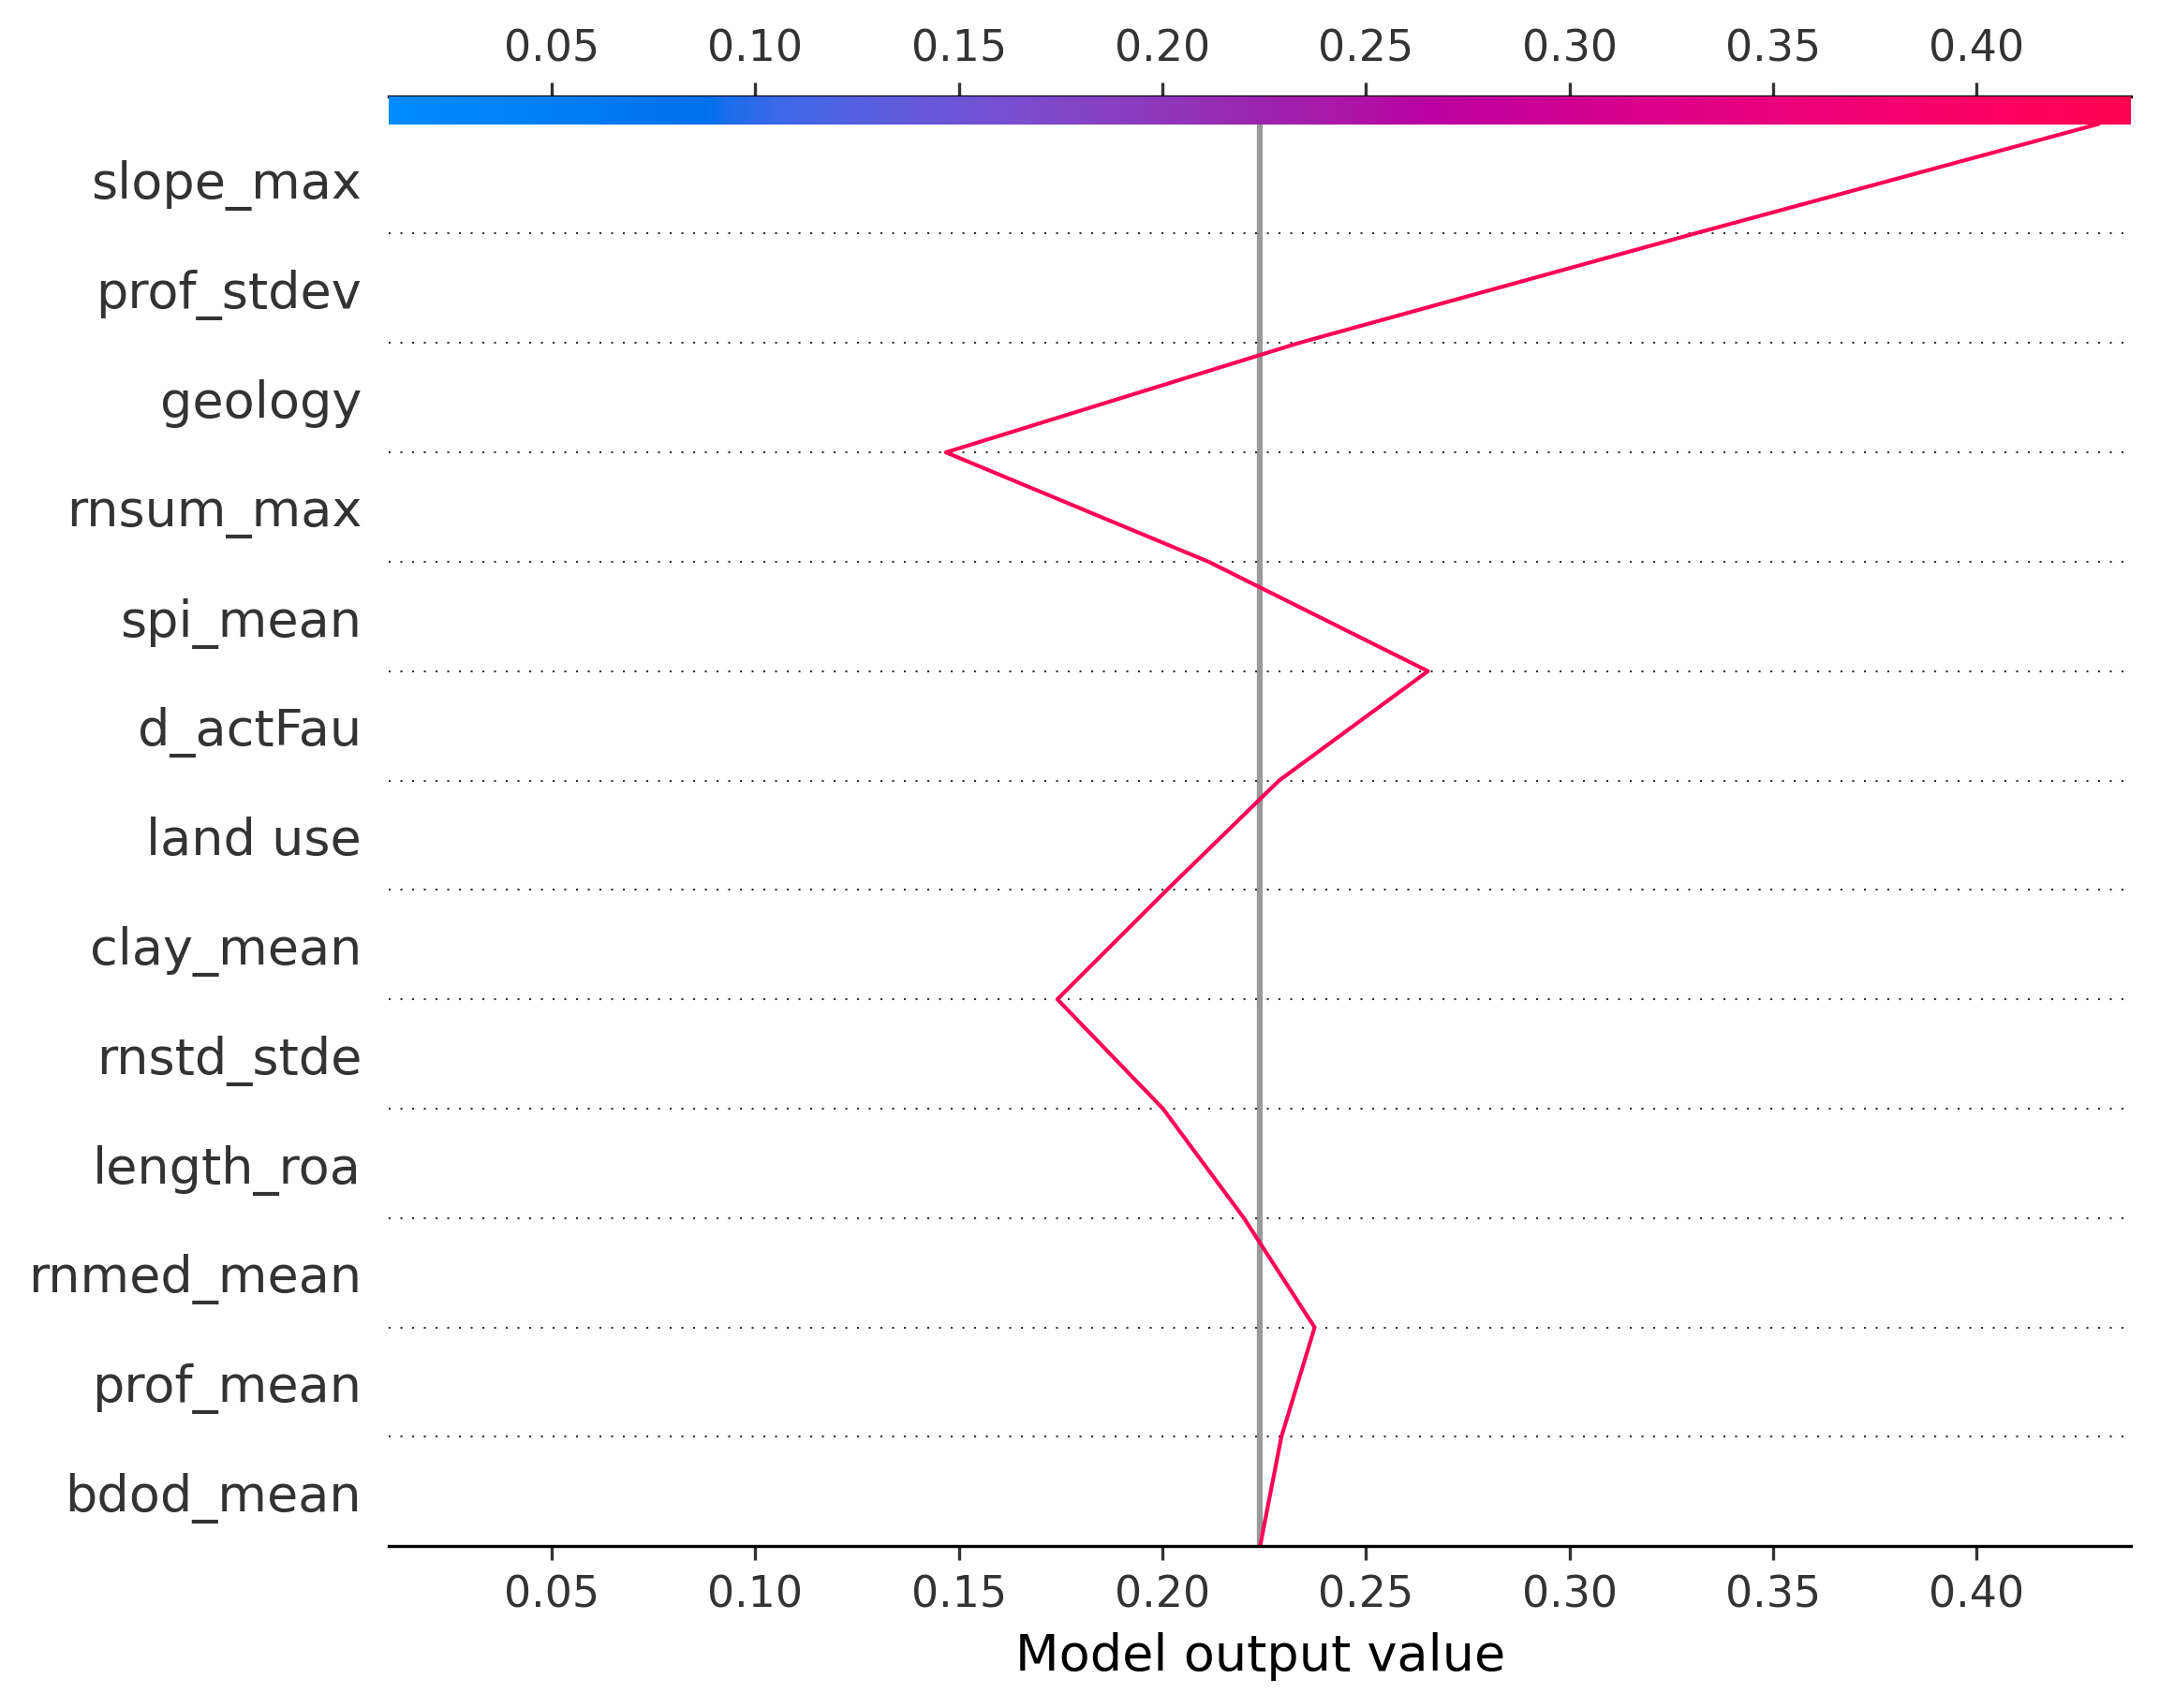 0.05 0.10 0.15 0.20 0.25 0.30 0.35 0.40
slope_max
prof_stdev
geology
rnsum_max
spi_mean
d_actFau
land use
clay_mean
rnstd_stde
length_roa
rnmed_mean
prof_mean
bdod_mean
0.05 0.10 0.15 0.20 0.25 0.30 0.35 0.40
Model output value